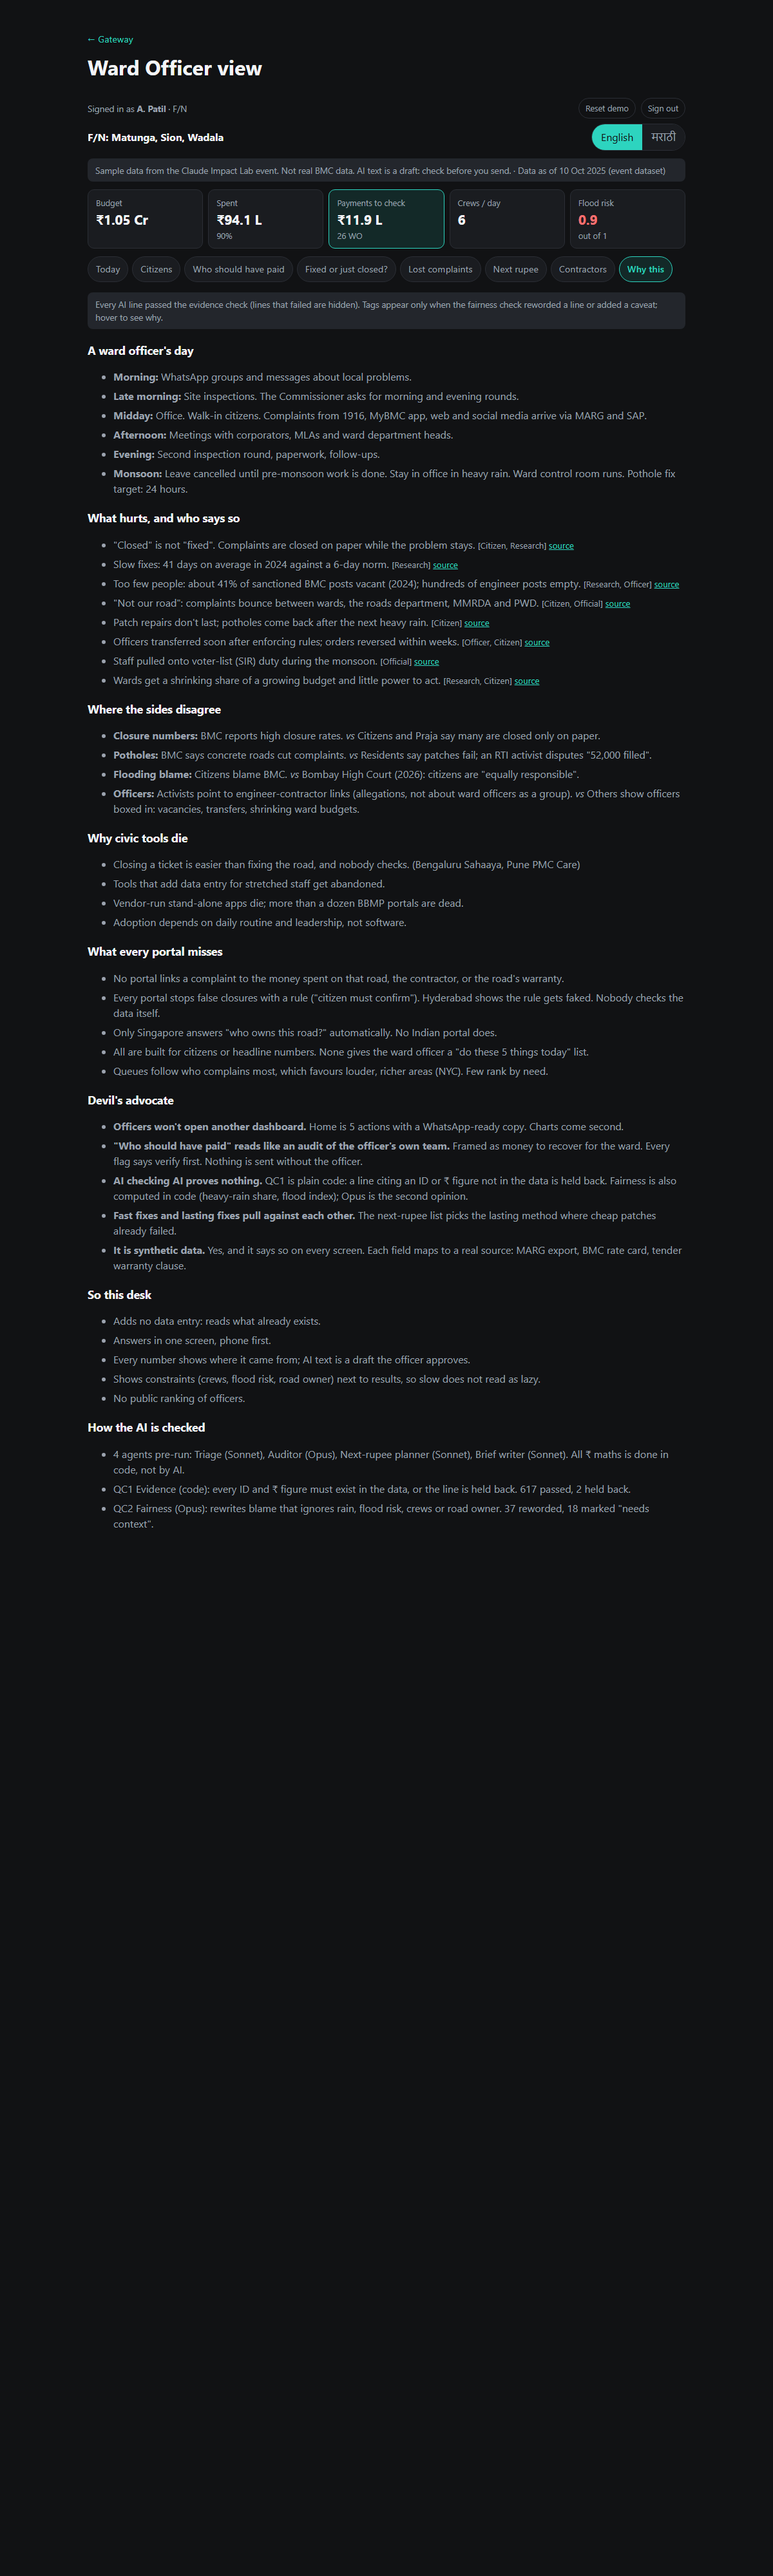 ← Gateway
Ward Officer view
Signed in as A. Patil · F/N
Reset demo
Sign out
F/N: Matunga, Sion, Wadala
English
मराठी
Sample data from the Claude Impact Lab event. Not real BMC data. AI text is a draft: check before you send. · Data as of 10 Oct 2025 (event dataset)
Budget
₹1.05 Cr
Spent
₹94.1 L
90%
Payments to check
₹11.9 L
26 WO
Crews / day
6
Flood risk
0.9
out of 1
Today
Citizens
Who should have paid
Fixed or just closed?
Lost complaints
Next rupee
Contractors
Why this
Every AI line passed the evidence check (lines that failed are hidden). Tags appear only when the fairness check reworded a line or added a caveat;
hover to see why.
A ward officer's day
• Morning: WhatsApp groups and messages about local problems.
• Late morning: Site inspections. The Commissioner asks for morning and evening rounds.
• Midday: Office. Walk-in citizens. Complaints from 1916, MyBMC app, web and social media arrive via MARG and SAP.
• Afternoon: Meetings with corporators, MLAs and ward department heads.
• Evening: Second inspection round, paperwork, follow-ups.
• Monsoon: Leave cancelled until pre-monsoon work is done. Stay in office in heavy rain. Ward control room runs. Pothole fix
target: 24 hours.
What hurts, and who says so
• "Closed" is not "fixed". Complaints are closed on paper while the problem stays. [Citizen, Research] source
• Slow fixes: 41 days on average in 2024 against a 6-day norm. [Research] source
• Too few people: about 41% of sanctioned BMC posts vacant (2024); hundreds of engineer posts empty. [Research, Officer] source
• "Not our road": complaints bounce between wards, the roads department, MMRDA and PWD. [Citizen, Official] source
• Patch repairs don't last; potholes come back after the next heavy rain. [Citizen] source
• Officers transferred soon after enforcing rules; orders reversed within weeks. [Officer, Citizen] source
• Staff pulled onto voter-list (SIR) duty during the monsoon. [Official] source
• Wards get a shrinking share of a growing budget and little power to act. [Research, Citizen] source
Where the sides disagree
• Closure numbers: BMC reports high closure rates. vs Citizens and Praja say many are closed only on paper.
• Potholes: BMC says concrete roads cut complaints. vs Residents say patches fail; an RTI activist disputes "52,000 filled".
• Flooding blame: Citizens blame BMC. vs Bombay High Court (2026): citizens are "equally responsible".
• Officers: Activists point to engineer-contractor links (allegations, not about ward officers as a group). vs Others show officers
boxed in: vacancies, transfers, shrinking ward budgets.
Why civic tools die
• Closing a ticket is easier than fixing the road, and nobody checks. (Bengaluru Sahaaya, Pune PMC Care)
• Tools that add data entry for stretched staff get abandoned.
• Vendor-run stand-alone apps die; more than a dozen BBMP portals are dead.
• Adoption depends on daily routine and leadership, not software.
What every portal misses
• No portal links a complaint to the money spent on that road, the contractor, or the road's warranty.
• Every portal stops false closures with a rule ("citizen must confirm"). Hyderabad shows the rule gets faked. Nobody checks the
data itself.
• Only Singapore answers "who owns this road?" automatically. No Indian portal does.
• All are built for citizens or headline numbers. None gives the ward officer a "do these 5 things today" list.
• Queues follow who complains most, which favours louder, richer areas (NYC). Few rank by need.
Devil's advocate
• Officers won't open another dashboard. Home is 5 actions with a WhatsApp-ready copy. Charts come second.
• "Who should have paid" reads like an audit of the officer's own team. Framed as money to recover for the ward. Every
flag says verify first. Nothing is sent without the officer.
• AI checking AI proves nothing. QC1 is plain code: a line citing an ID or ₹ figure not in the data is held back. Fairness is also
computed in code (heavy-rain share, flood index); Opus is the second opinion.
• Fast fixes and lasting fixes pull against each other. The next-rupee list picks the lasting method where cheap patches
already failed.
• It is synthetic data. Yes, and it says so on every screen. Each field maps to a real source: MARG export, BMC rate card, tender
warranty clause.
So this desk
• Adds no data entry: reads what already exists.
• Answers in one screen, phone first.
• Every number shows where it came from; AI text is a draft the officer approves.
• Shows constraints (crews, flood risk, road owner) next to results, so slow does not read as lazy.
• No public ranking of officers.
How the AI is checked
• 4 agents pre-run: Triage (Sonnet), Auditor (Opus), Next-rupee planner (Sonnet), Brief writer (Sonnet). All ₹ maths is done in
code, not by AI.
• QC1 Evidence (code): every ID and ₹ figure must exist in the data, or the line is held back. 617 passed, 2 held back.
• QC2 Fairness (Opus): rewrites blame that ignores rain, flood risk, crews or road owner. 37 reworded, 18 marked "needs
context".